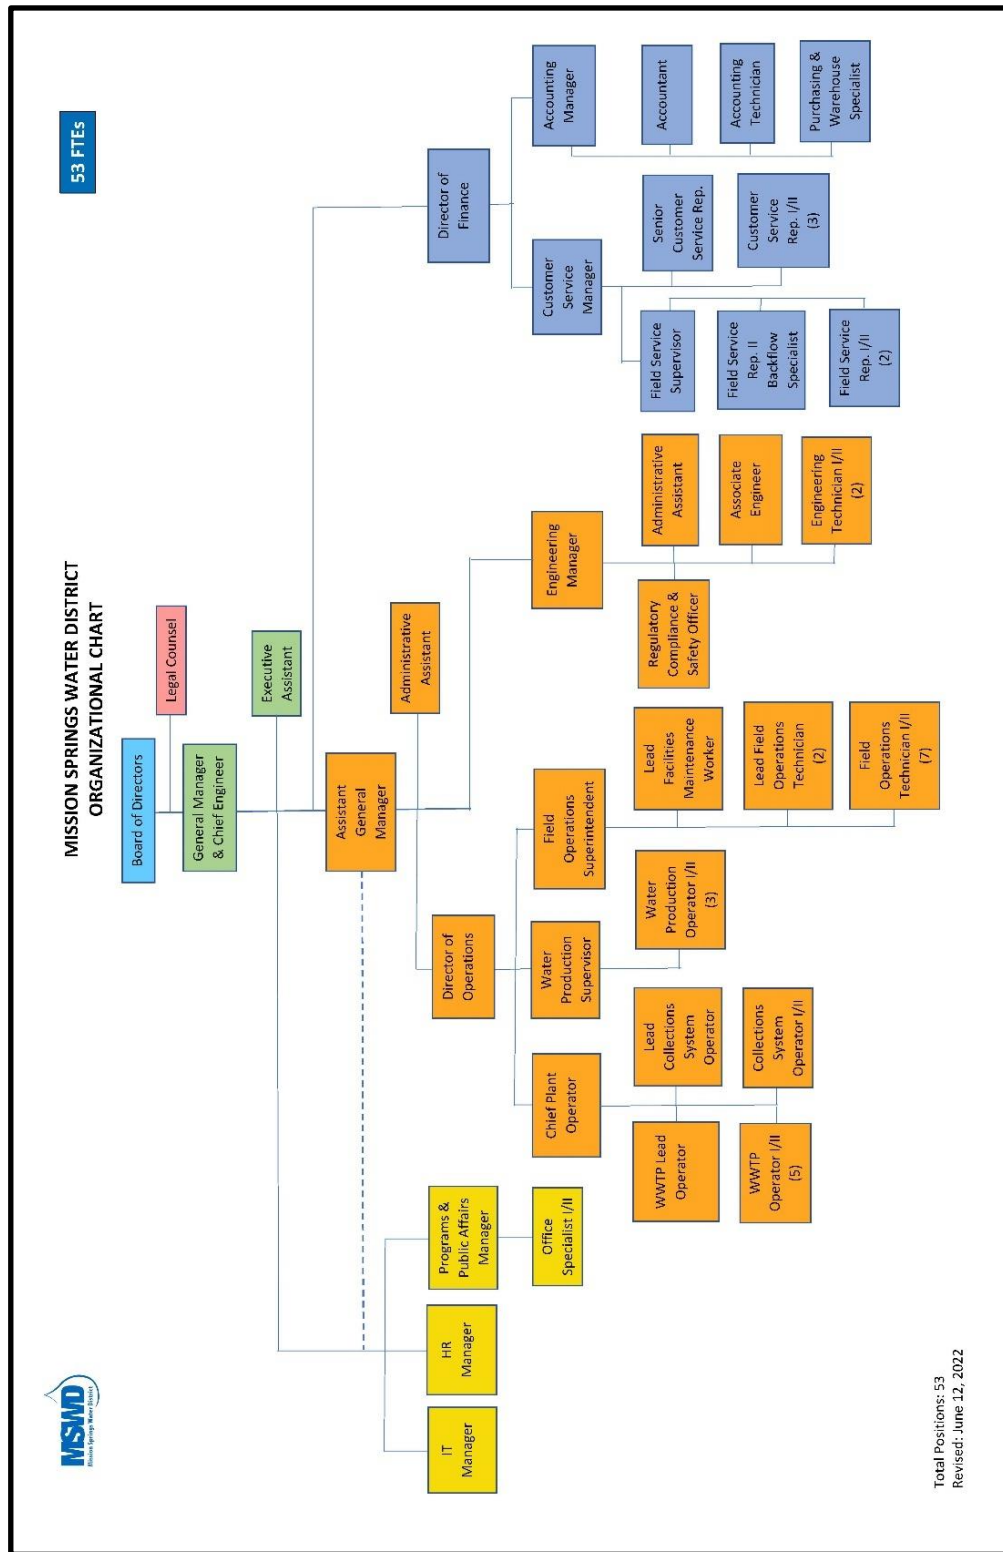 MSWD
Mission Springs Water District
MISSION SPRINGS WATER DISTRICT
ORGANIZATIONAL CHART
53 FTEs
Board of Directors
Legal Counsel
General Manager
& Chief Engineer
Executive
Assistant
Assistant
General
Manager
Administrative
Assistant
IT
Manager
HR
Manager
Programs &
Public Affairs
Manager
Office
Specialist I/II
Director of
Operations
Chief Plant
Operator
WWTP Lead
Operator
Lead
Collections
System
Operator
WWTP
Operator I/II
(5)
Collections
System
Operator I/II
Water
Production
Supervisor
Water
Production
Operator I/II
(3)
Field
Operations
Superintendent
Lead
Facilities
Maintenance
Worker
Lead Field
Operations
Technician
(2)
Field
Operations
Technician I/II
(7)
Engineering
Manager
Regulatory
Compliance &
Safety Officer
Administrative
Assistant
Associate
Engineer
Engineering
Technician I/II
(2)
Director of
Finance
Customer
Service
Manager
Field Service
Supervisor
Field Service
Rep. II
Backflow
Specialist
Field Service
Rep. I/II
(2)
Senior
Customer
Service Rep.
Customer
Service
Rep. I/II
(3)
Accounting
Manager
Accountant
Accounting
Technician
Purchasing &
Warehouse
Specialist
Total Positions: 53
Revised: June 12, 2022